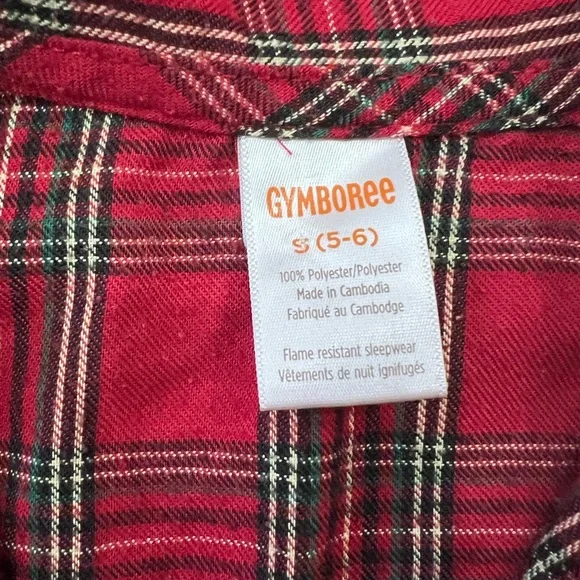 GYMBOREE
S (5-6)
100% Polyester/Polyester
Made in Cambodia
Fabriqué au Cambodge
Flame resistant sleepwear
Vêtements de nuit ignifugés